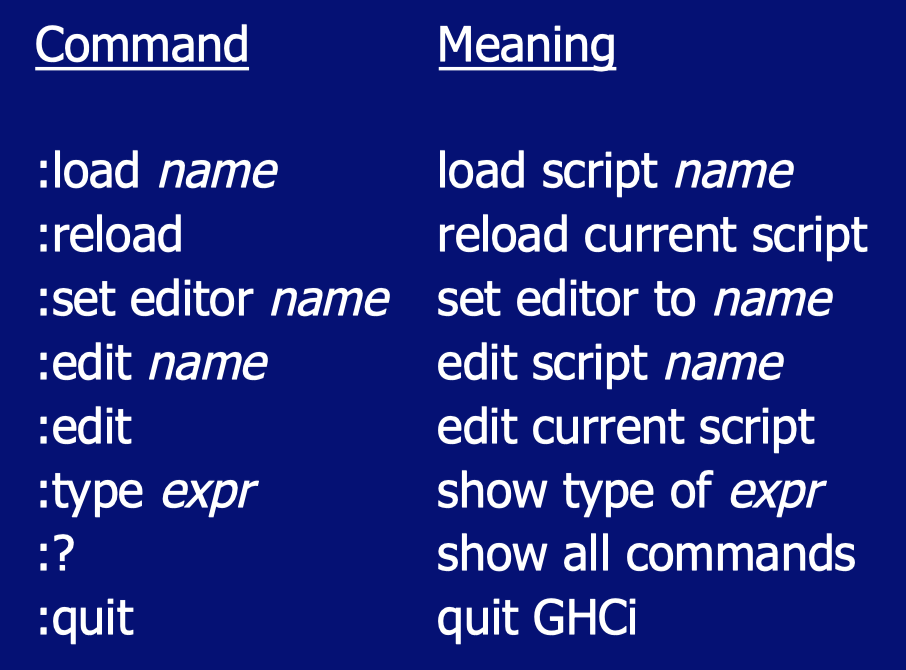 Command Meaning
:load name load script name
:reload reload current script
:set editor name set editor to name
:edit name edit script name
:edit edit current script
:type expr show type of expr
:? show all commands
:quit quit GHCi